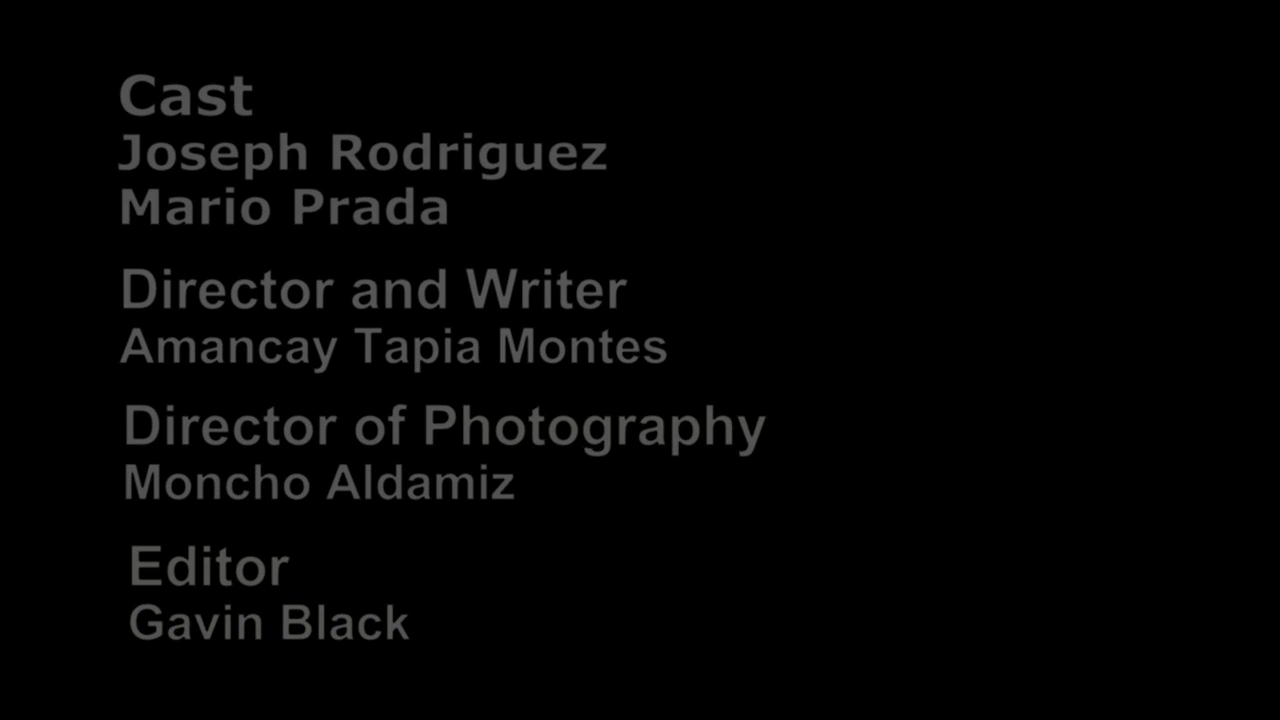 Cast
Joseph Rodriguez
Mario Prada
Director and Writer
Amancay Tapia Montes
Director of Photography
Moncho Aldamiz
Editor
Gavin Black